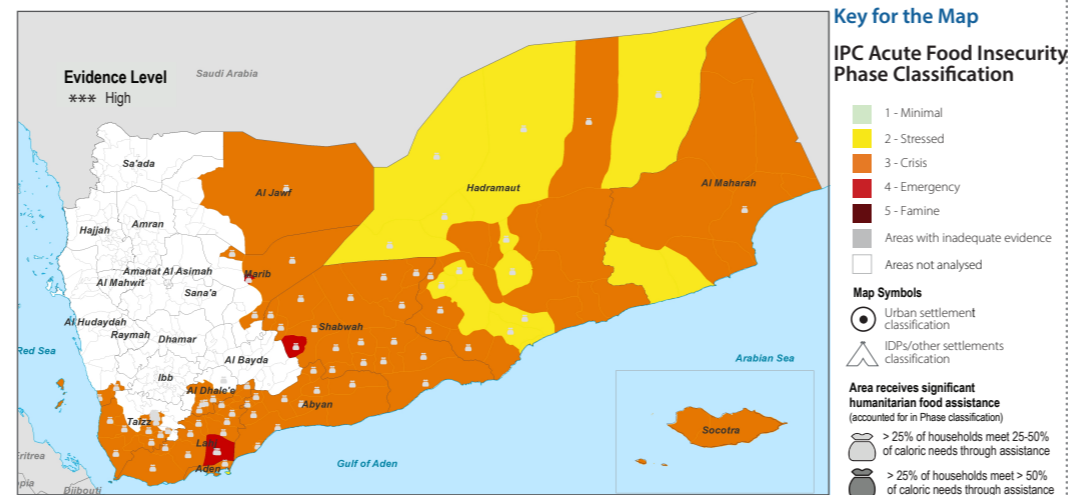 Key for the Map
IPC Acute Food Insecurity
Phase Classification
1 - Minimal
2 - Stressed
3 - Crisis
4 - Emergency
5 - Famine
Areas with inadequate evidence
Areas not analysed
Map Symbols
Urban settlement
classification
IDPs/other settlements
classification
Area receives significant
humanitarian food assistance
(accounted for in Phase classification)
> 25% of households meet 25-50%
of caloric needs through assistance
> 25% of households meet > 50%
of caloric needs through assistance
Evidence Level
*** High
Saudi Arabia
Sa'ada
Al Jawf
Hadramaut
Al Maharah
Amran
Hajjah
Amanat Al Asimah
Marib
Al Mahwit
Sana'a
Al Hudaydah
Raymah
Dhamar
Shabwah
Red Sea
Al Bayda
Arabian Sea
Ibb
Al Dhale'e
Abyan
Taizz
Socotra
Lahj
Aden
Gulf of Aden
Eritrea
Djibouti